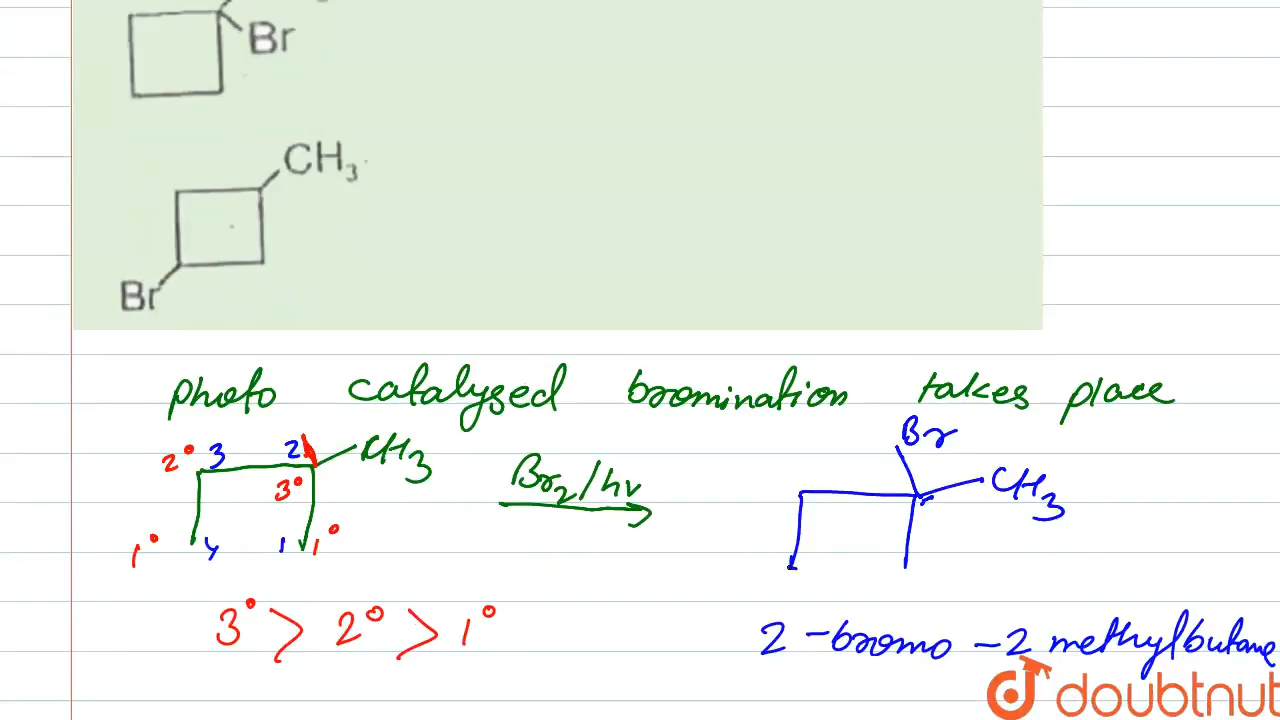 Br
CH3
Br
photo catalysed bromination takes place
2° 3 2 CH3 3° 1° 4 1 1°
Br2/hv
Br CH3
3° > 2° > 1°
2-bromo-2 methylbutane
doubtnut